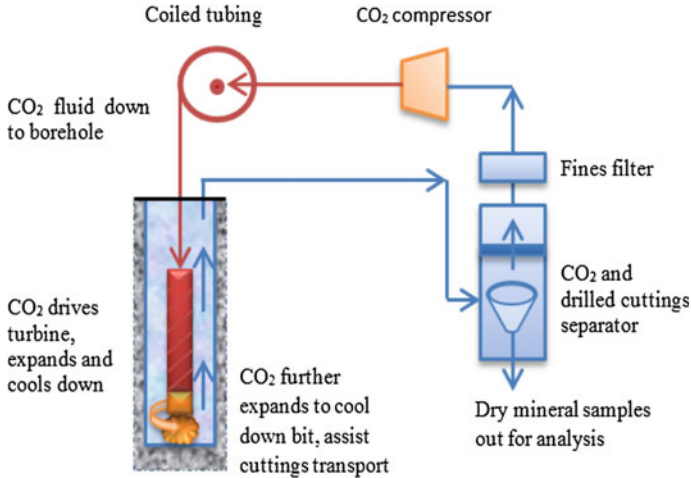 Coiled tubing
CO₂ compressor
CO₂ fluid down
to borehole
Fines filter
CO₂ and
drilled cuttings
separator
CO₂ drives
turbine,
expands and
cools down
CO₂ further
expands to cool
down bit, assist
cuttings transport
Dry mineral samples
out for analysis